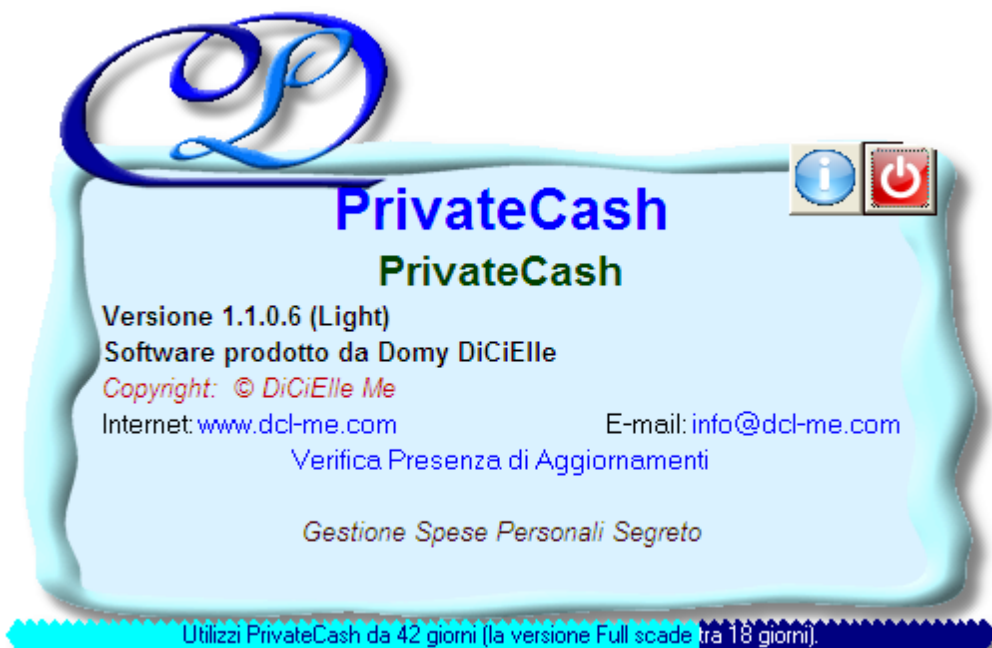 PrivateCash
PrivateCash
Versione 1.1.0.6 (Light)
Software prodotto da Domy DiCiElle
Copyright: © DiCiElle Me
Internet: www.dcl-me.com E-mail: info@dcl-me.com
Verifica Presenza di Aggiornamenti
Gestione Spese Personali Segreto
Utilizzi PrivateCash da 42 giorni (la versione Full scade tra 18 giorni).